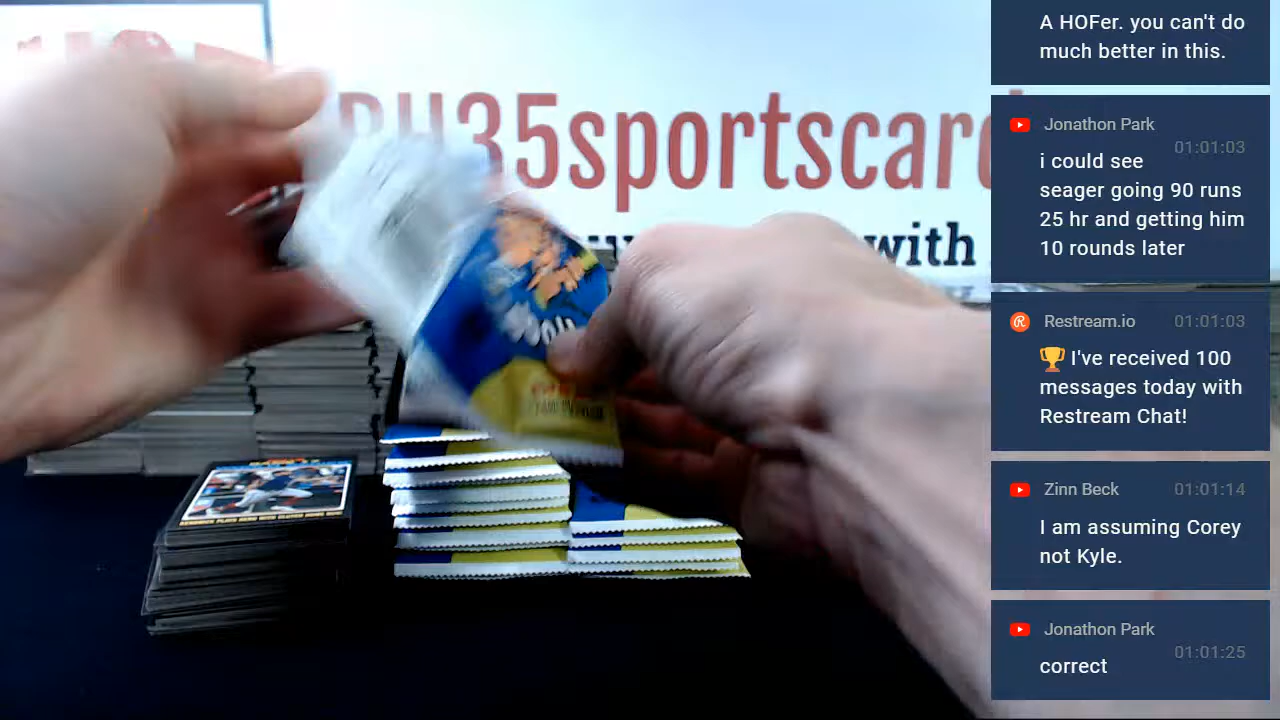 35sportscard
with
A HOFer. you can't do
much better in this.
Jonathon Park
01:01:03
i could see
seager going 90 runs
25 hr and getting him
10 rounds later
Restream.io 01:01:03
🏆 I've received 100
messages today with
Restream Chat!
Zinn Beck 01:01:14
I am assuming Corey
not Kyle.
Jonathon Park
01:01:25
correct